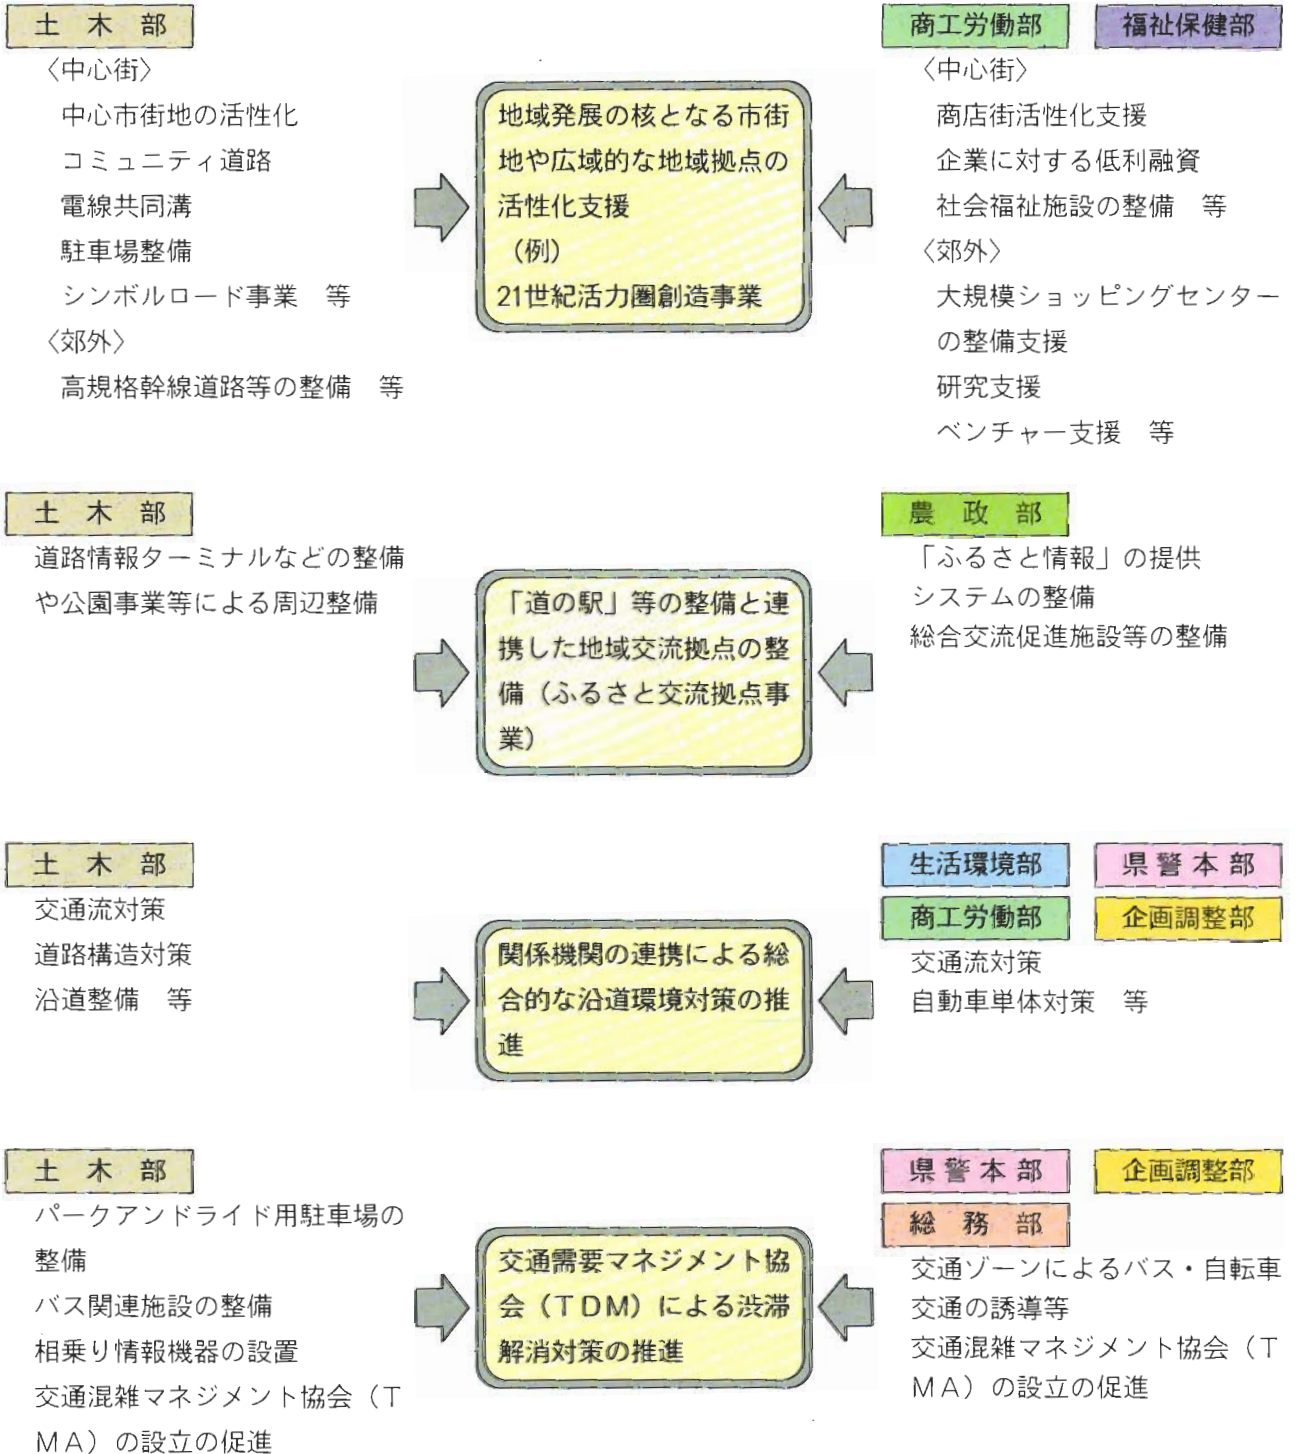 土木部
〈中心街〉
中心市街地の活性化
コミュニティ道路
電線共同溝
駐車場整備
シンボルロード事業　等
〈郊外〉
高規格幹線道路等の整備　等
地域発展の核となる市街
地や広域的な地域拠点の
活性化支援
（例）
21世紀活力圏創造事業
商工労働部　福祉保健部
〈中心街〉
商店街活性化支援
企業に対する低利融資
社会福祉施設の整備　等
〈郊外〉
大規模ショッピングセンター
の整備支援
研究支援
ベンチャー支援　等
土木部
道路情報ターミナルなどの整備
や公園事業等による周辺整備
「道の駅」等の整備と連
携した地域交流拠点の整
備（ふるさと交流拠点事
業）
農政部
「ふるさと情報」の提供
システムの整備
総合交流促進施設等の整備
土木部
交通流対策
道路構造対策
沿道整備　等
関係機関の連携による総
合的な沿道環境対策の推
進
生活環境部　県警本部
商工労働部　企画調整部
交通流対策
自動車単体対策　等
土木部
パークアンドライド用駐車場の
整備
バス関連施設の整備
相乗り情報機器の設置
交通混雑マネジメント協会（T
MA）の設立の促進
交通需要マネジメント協
会（TDM）による渋滞
解消対策の推進
県警本部　企画調整部
総務部
交通ゾーンによるバス・自転車
交通の誘導等
交通混雑マネジメント協会（T
MA）の設立の促進